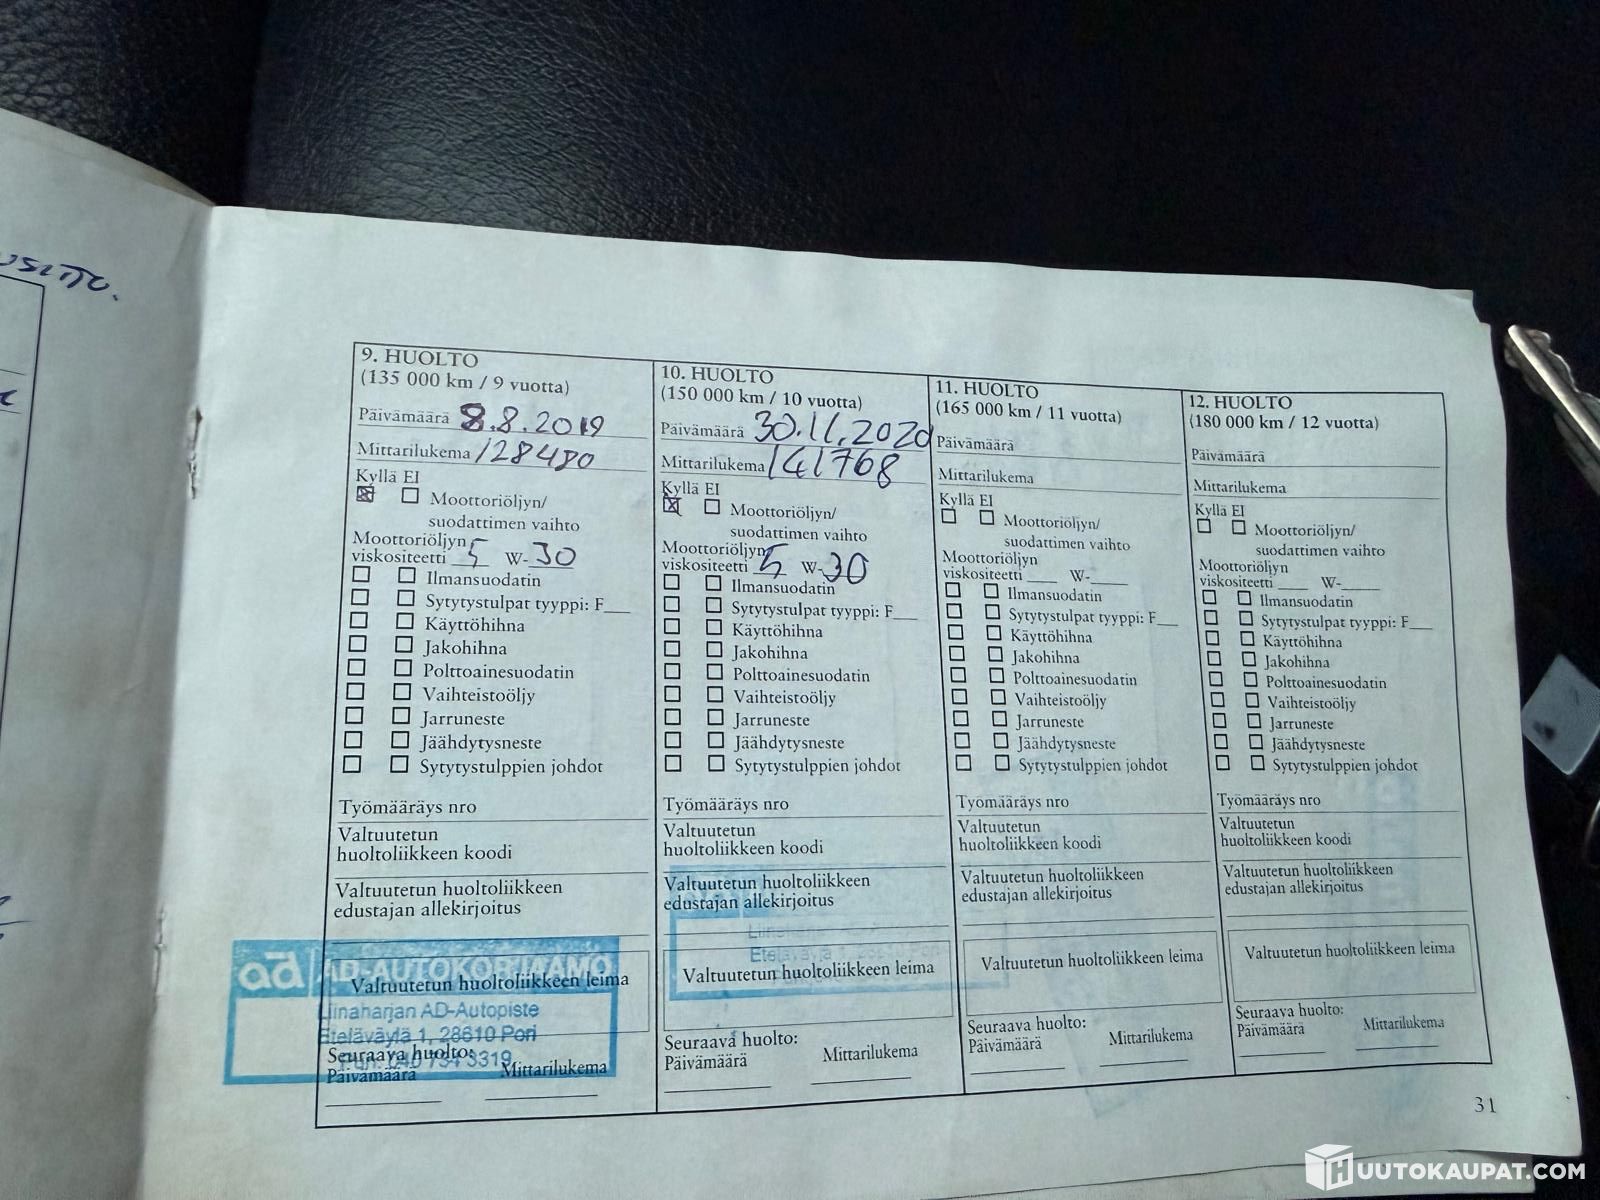 9. HUOLTO
(135 000 km / 9 vuotta)
Päivämäärä 8.8.2019
Mittarilukema 128480
Kyllä EI
Moottoriöljyn/
suodattimen vaihto
Moottoriöljyn
viskositeetti 5 W-30
Ilmansuodatin
Sytytystulpat tyyppi: F___
Käyttöhihna
Jakohihna
Polttoainesuodatin
Vaihteistoöljy
Jarruneste
Jäähdytysneste
Sytytystulppien johdot
Työmääräys nro
Valtuutetun
huoltoliikkeen koodi
Valtuutetun huoltoliikkeen
edustajan allekirjoitus
ad AD-AUTOKORJAAMO
Valtuutetun huoltoliikkeen leima
Liinaharjan AD-Autopiste
Eteläväylä 1, 28610 Pori
Seuraava huolto:
Päivämäärä Mittarilukema
10. HUOLTO
(150 000 km / 10 vuotta)
Päivämäärä 30.11.2020
Mittarilukema 141768
Kyllä EI
Moottoriöljyn/
suodattimen vaihto
Moottoriöljyn
viskositeetti 5 W-30
Ilmansuodatin
Sytytystulpat tyyppi: F___
Käyttöhihna
Jakohihna
Polttoainesuodatin
Vaihteistoöljy
Jarruneste
Jäähdytysneste
Sytytystulppien johdot
Työmääräys nro
Valtuutetun
huoltoliikkeen koodi
Valtuutetun huoltoliikkeen
edustajan allekirjoitus
Valtuutetun huoltoliikkeen leima
Seuraava huolto:
Päivämäärä Mittarilukema
11. HUOLTO
(165 000 km / 11 vuotta)
Päivämäärä
Mittarilukema
Kyllä EI
Moottoriöljyn/
suodattimen vaihto
Moottoriöljyn
viskositeetti ___ W-____
Ilmansuodatin
Sytytystulpat tyyppi: F___
Käyttöhihna
Jakohihna
Polttoainesuodatin
Vaihteistoöljy
Jarruneste
Jäähdytysneste
Sytytystulppien johdot
Työmääräys nro
Valtuutetun
huoltoliikkeen koodi
Valtuutetun huoltoliikkeen
edustajan allekirjoitus
Valtuutetun huoltoliikkeen leima
Seuraava huolto:
Päivämäärä Mittarilukema
12. HUOLTO
(180 000 km / 12 vuotta)
Päivämäärä
Mittarilukema
Kyllä EI
Moottoriöljyn/
suodattimen vaihto
Moottoriöljyn
viskositeetti ___ W-____
Ilmansuodatin
Sytytystulpat tyyppi: F___
Käyttöhihna
Jakohihna
Polttoainesuodatin
Vaihteistoöljy
Jarruneste
Jäähdytysneste
Sytytystulppien johdot
Työmääräys nro
Valtuutetun
huoltoliikkeen koodi
Valtuutetun huoltoliikkeen
edustajan allekirjoitus
Valtuutetun huoltoliikkeen leima
Seuraava huolto:
Päivämäärä Mittarilukema
31
HUUTOKAUPAT.COM